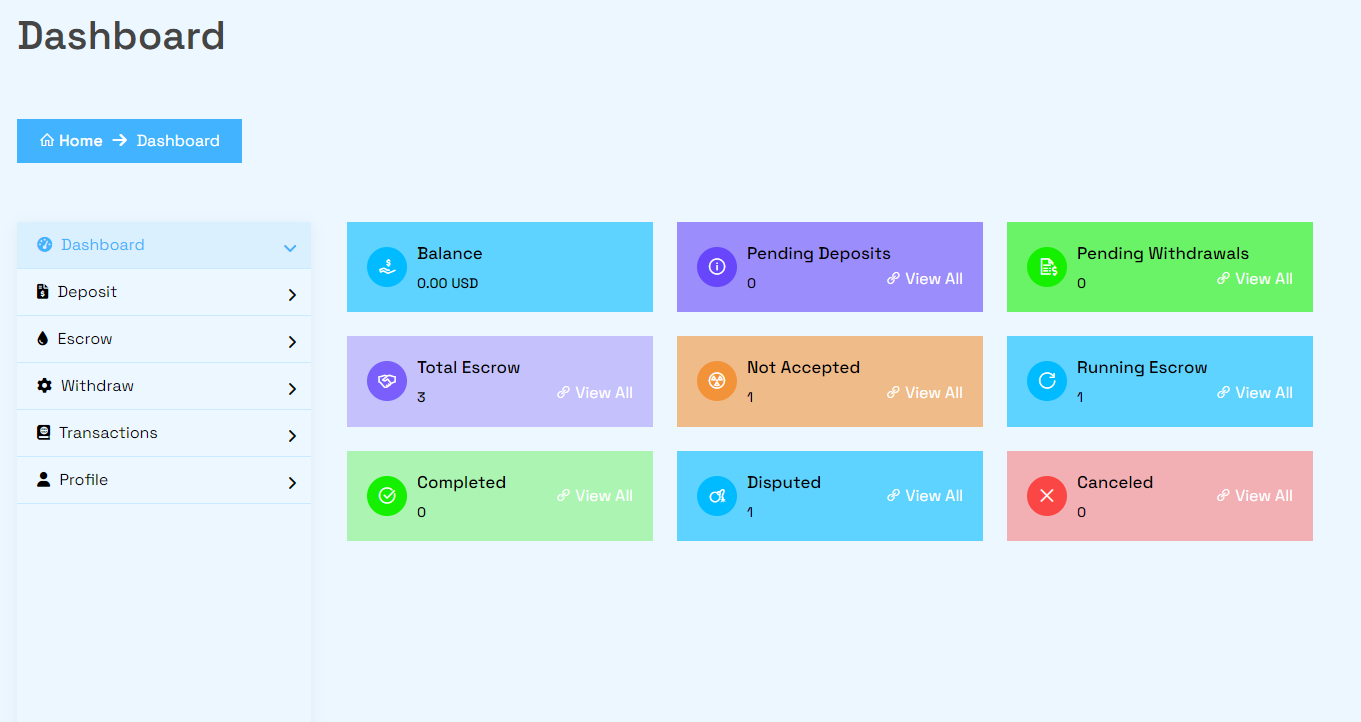 Dashboard
Home → Dashboard
Dashboard
Deposit
Escrow
Withdraw
Transactions
Profile
Balance
0.00 USD
Pending Deposits
0
View All
Pending Withdrawals
0
View All
Total Escrow
3
View All
Not Accepted
1
View All
Running Escrow
1
View All
Completed
0
View All
Disputed
1
View All
Canceled
0
View All